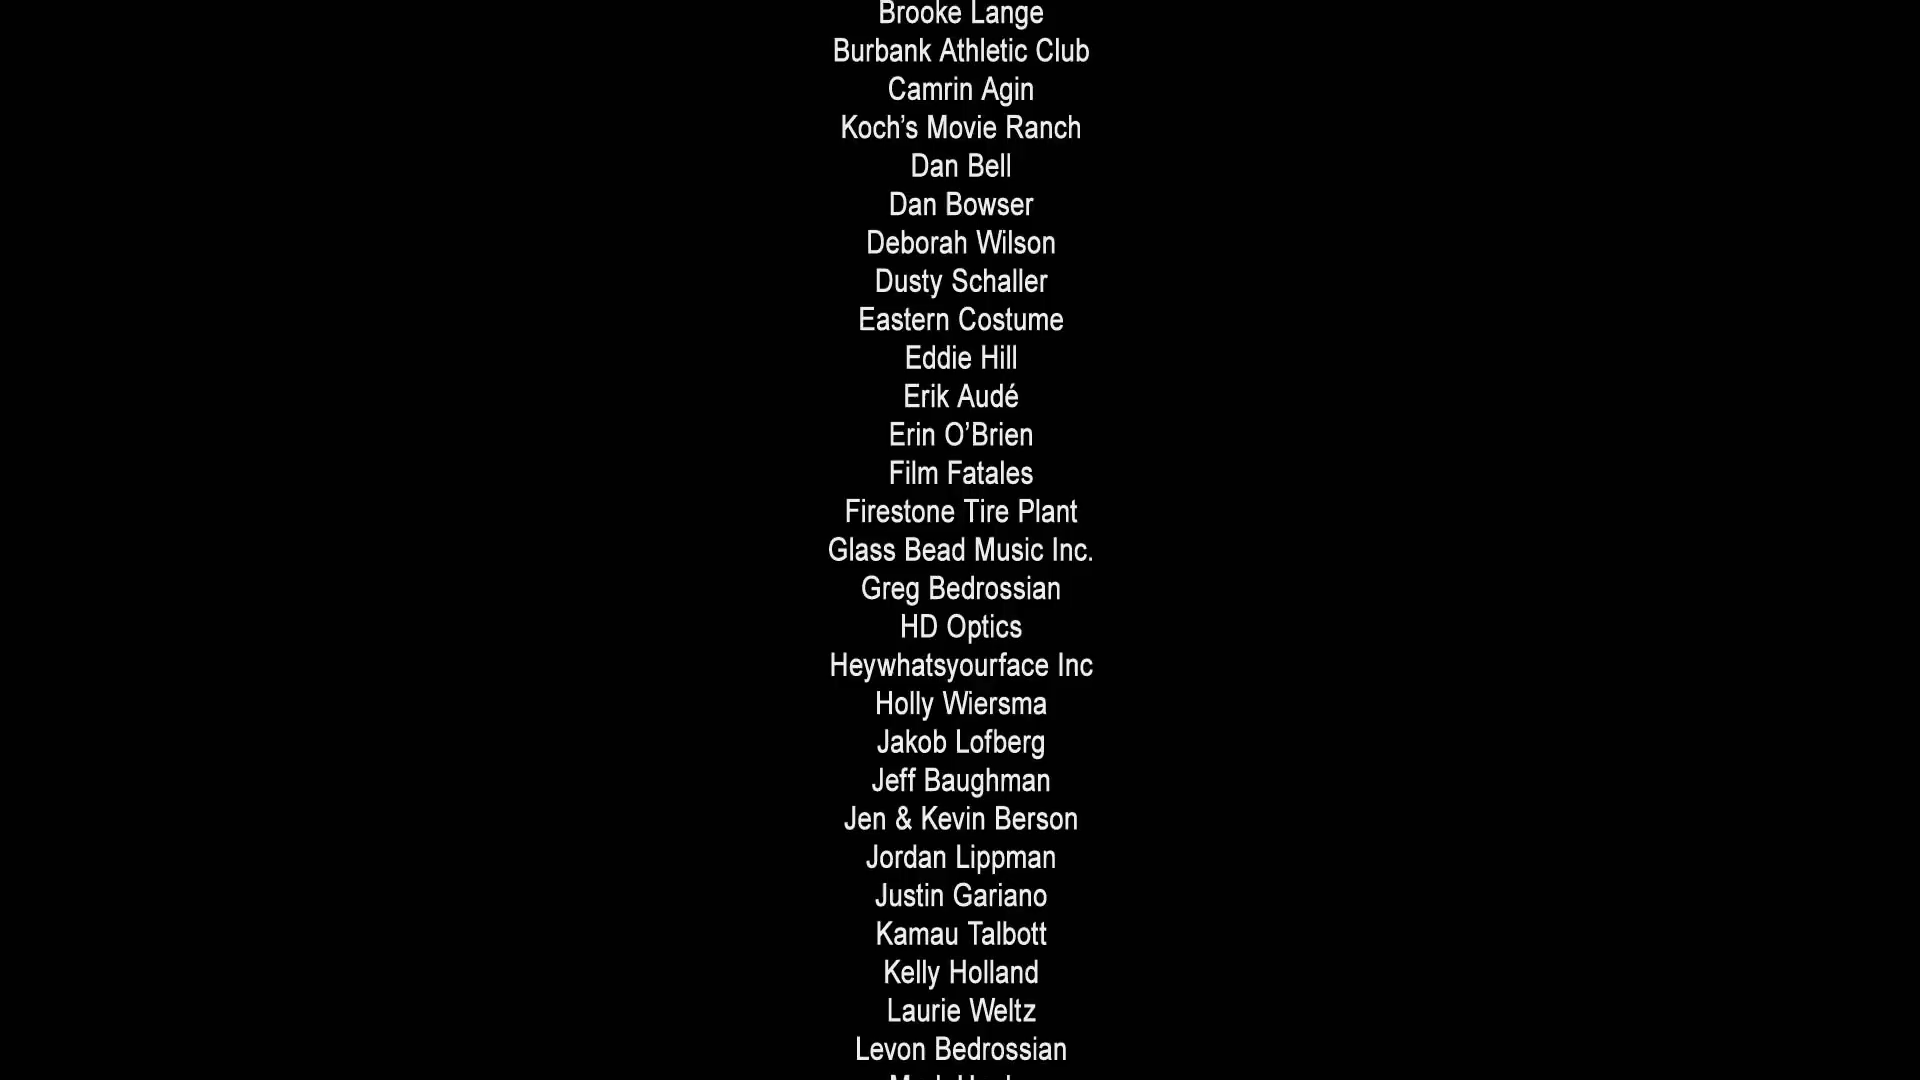 Brooke Lange
Burbank Athletic Club
Camrin Agin
Koch’s Movie Ranch
Dan Bell
Dan Bowser
Deborah Wilson
Dusty Schaller
Eastern Costume
Eddie Hill
Erik Audé
Erin O’Brien
Film Fatales
Firestone Tire Plant
Glass Bead Music Inc.
Greg Bedrossian
HD Optics
Heywhatsyourface Inc
Holly Wiersma
Jakob Lofberg
Jeff Baughman
Jen & Kevin Berson
Jordan Lippman
Justin Gariano
Kamau Talbott
Kelly Holland
Laurie Weltz
Levon Bedrossian